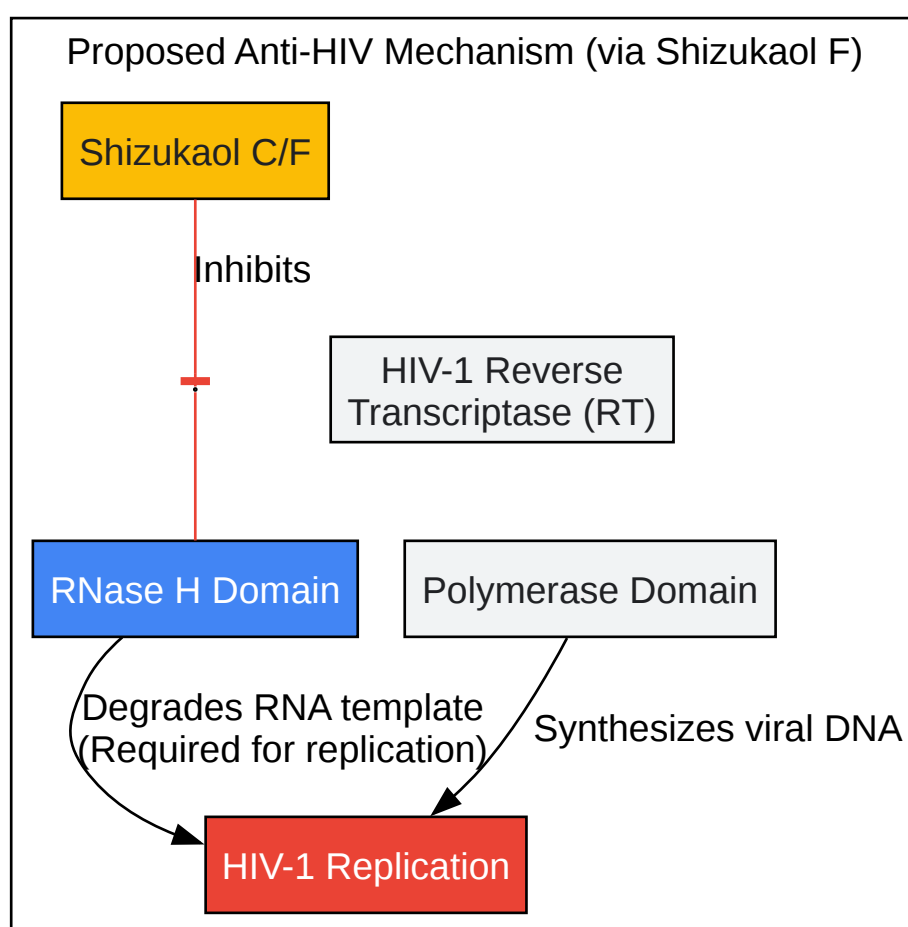 Proposed Anti-HIV Mechanism (via Shizukaol F)
Shizukaol C/F
Inhibits
HIV-1 Reverse
Transcriptase (RT)
RNase H Domain
Polymerase Domain
Degrades RNA template
(Required for replication)
Synthesizes viral DNA
HIV-1 Replication